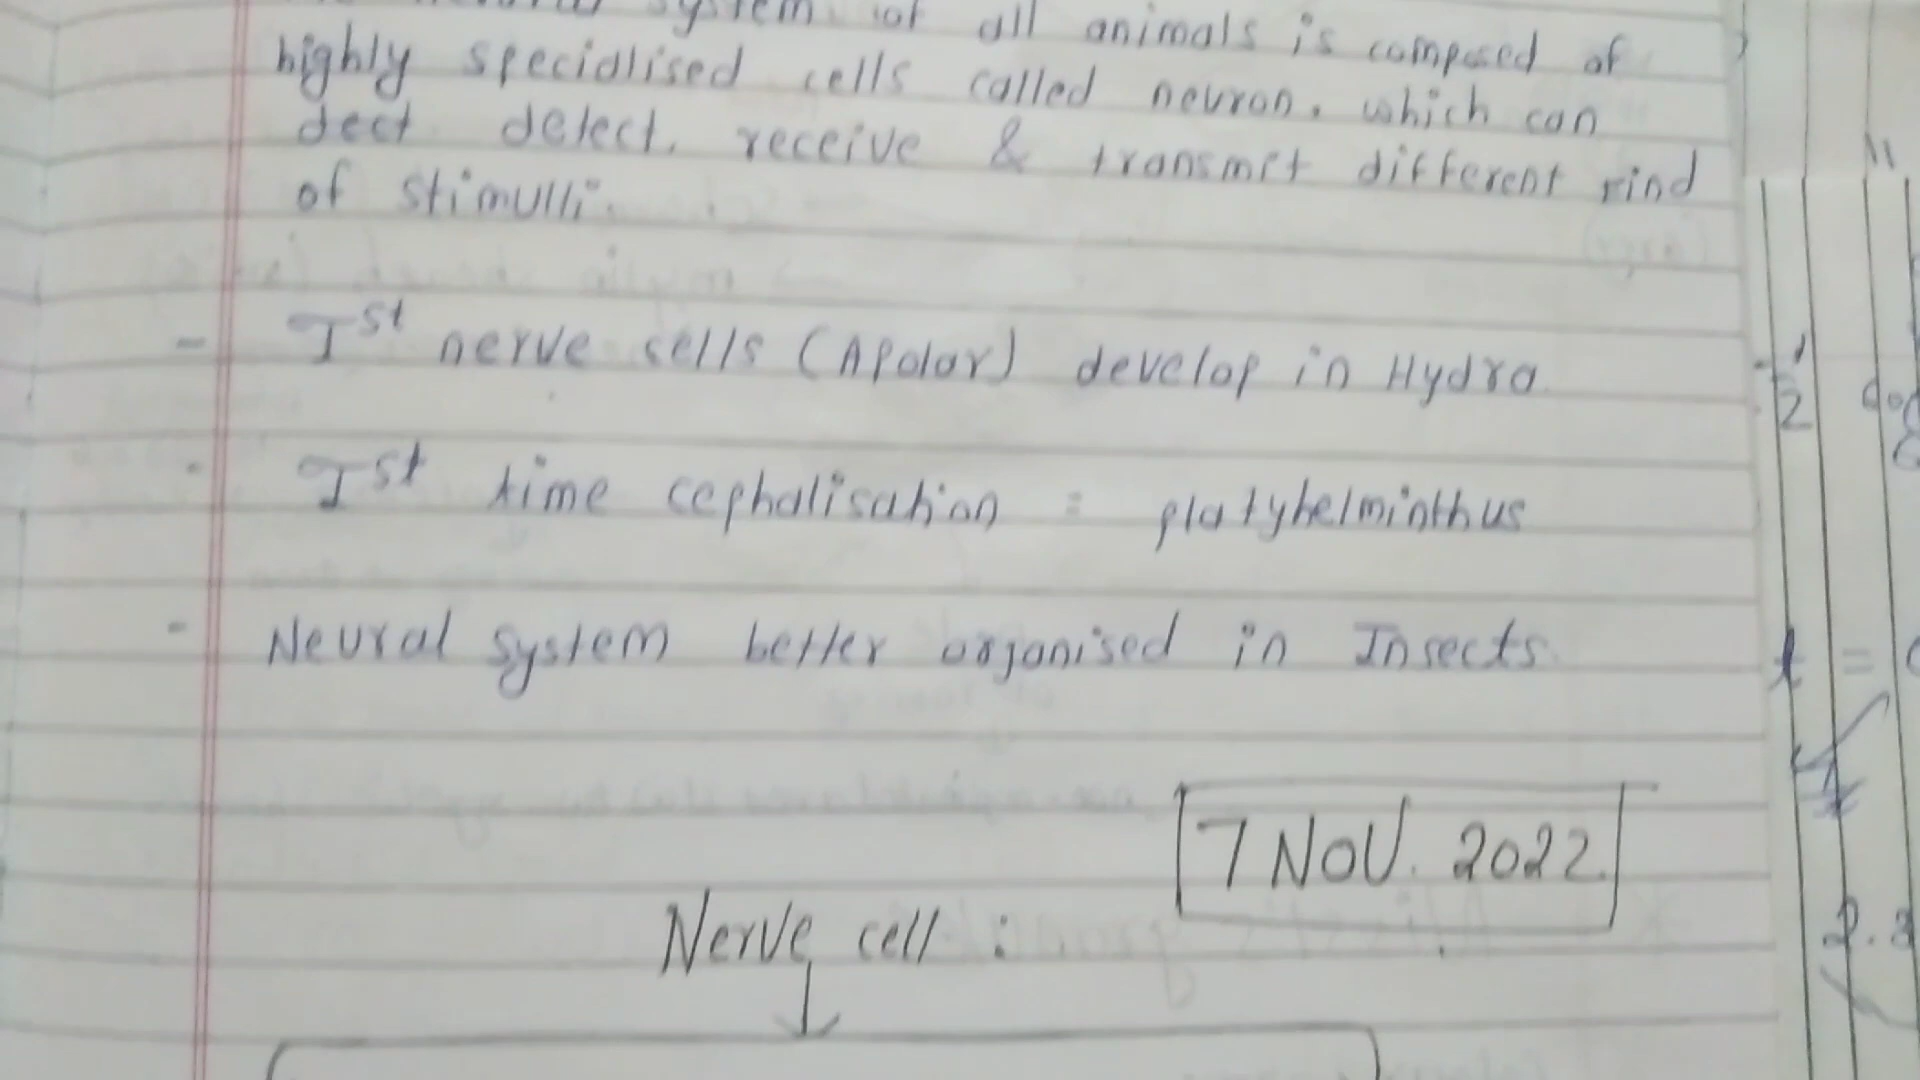 system of all animals is composed of
highly specialised cells called neuron. which can
dect detect, receive & transmit different rind
of stimulli.
- Ist nerve cells (Apolar) develop in Hydra
- Ist time cephalisation = platyhelminthus
- Neural system better organised in Insects.
7 NOV. 2022.
Nerve cell :